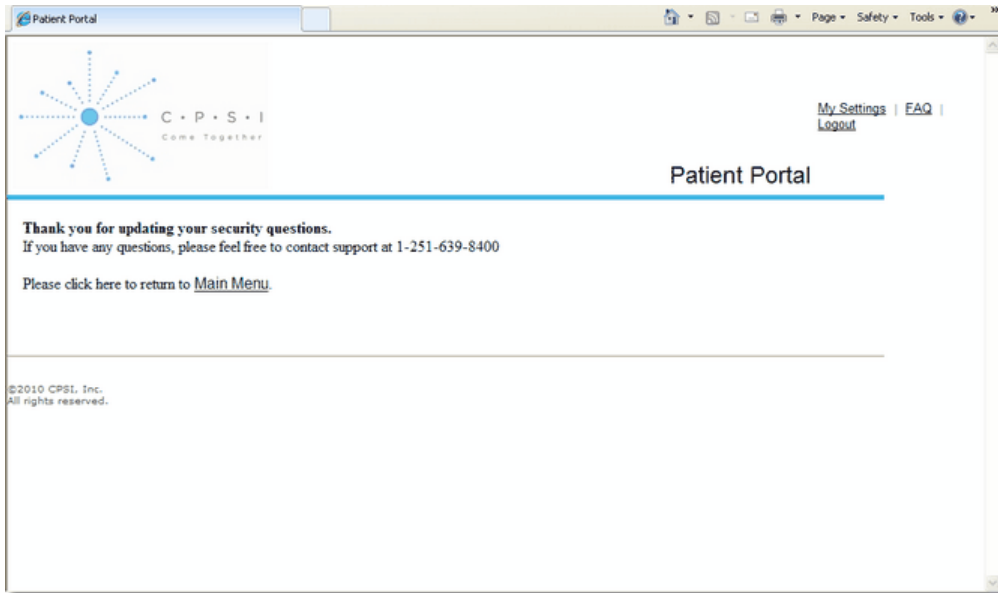 Patient Portal
Page Safety Tools
C • P • S • I
Come Together
My Settings | FAQ |
Logout
Patient Portal
Thank you for updating your security questions.
If you have any questions, please feel free to contact support at 1-251-639-8400
Please click here to return to Main Menu.
©2010 CPSI, Inc.
All rights reserved.